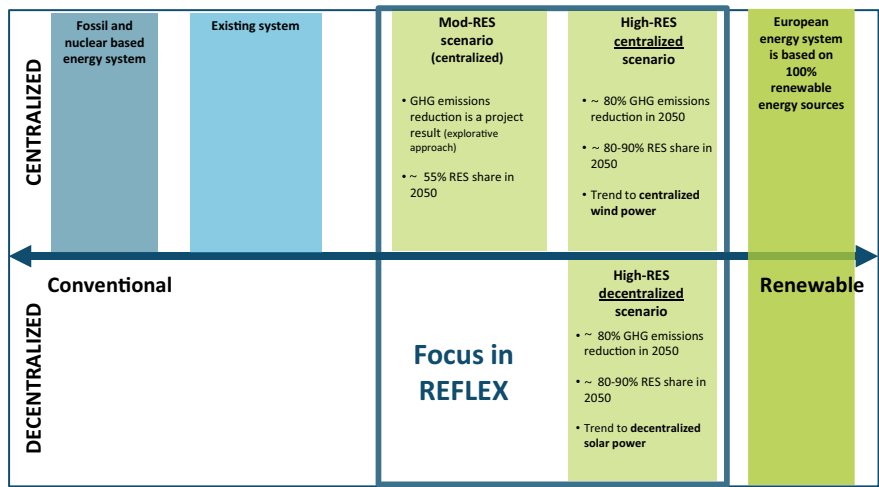 CENTRALIZED
Fossil and
nuclear based
energy system
Existing system
Mod-RES
scenario
(centralized)
• GHG emissions
reduction is a project
result (explorative
approach)
• ~ 55% RES share in
2050
High-RES
centralized
scenario
• ~ 80% GHG emissions
reduction in 2050
• ~ 80-90% RES share in
2050
• Trend to centralized
wind power
European
energy system
is based on
100%
renewable
energy sources
Conventional
Renewable
DECENTRALIZED
Focus in
REFLEX
High-RES
decentralized
scenario
• ~ 80% GHG emissions
reduction in 2050
• ~ 80-90% RES share in
2050
• Trend to decentralized
solar power